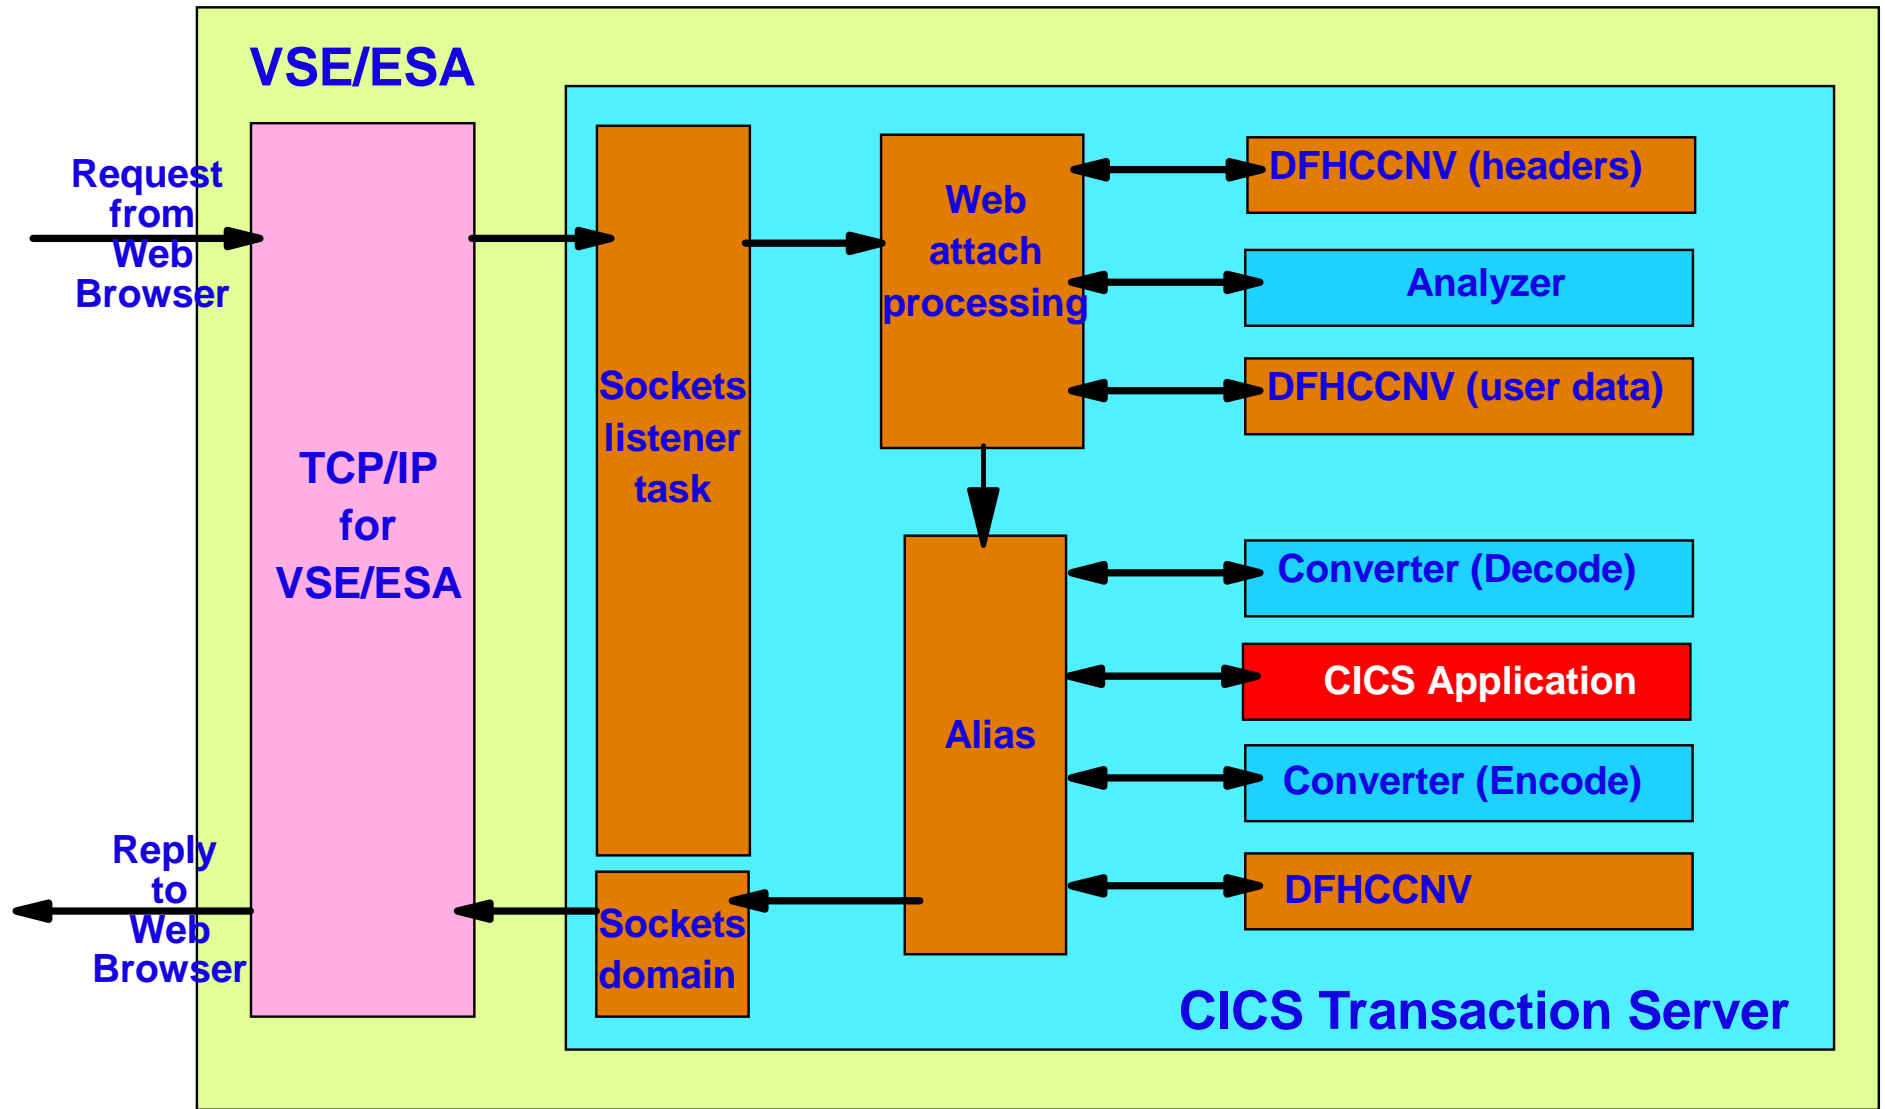 VSE/ESA
Request
from
Web
Browser
TCP/IP
for
VSE/ESA
Sockets
listener
task
Web
attach
processing
DFHCCNV (headers)
Analyzer
DFHCCNV (user data)
Alias
Converter (Decode)
CICS Application
Converter (Encode)
DFHCCNV
Sockets
domain
Reply
to
Web
Browser
CICS Transaction Server